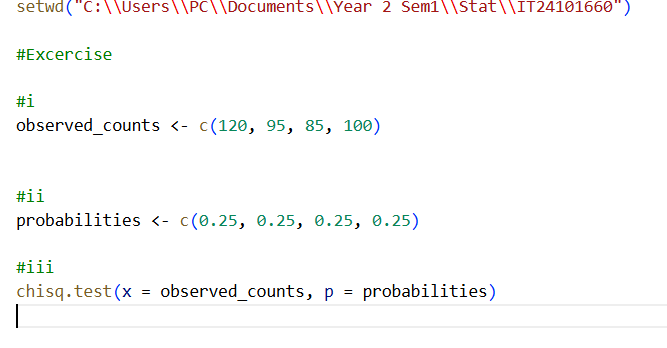 setwd("C:\\Users\\PC\\Documents\\Year 2 Sem1\\Stat\\IT24101660")
#Excercise
#i
observed_counts <- c(120, 95, 85, 100)
#ii
probabilities <- c(0.25, 0.25, 0.25, 0.25)
#iii
chisq.test(x = observed_counts, p = probabilities)